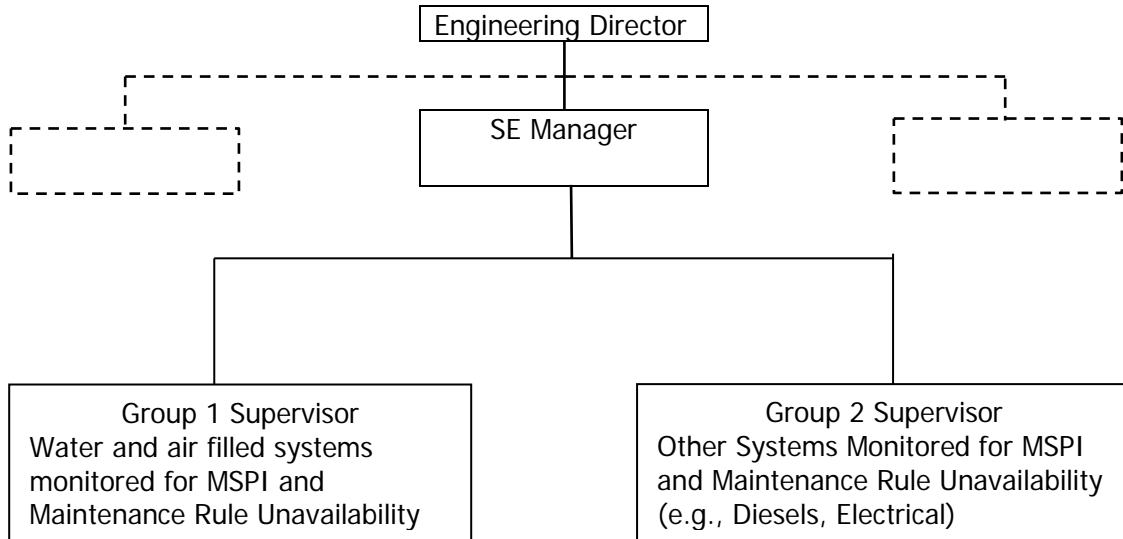 Engineering Director
SE Manager
Group 1 Supervisor
Water and air filled systems
monitored for MSPI and
Maintenance Rule Unavailability
Group 2 Supervisor
Other Systems Monitored for MSPI
and Maintenance Rule Unavailability
(e.g., Diesels, Electrical)